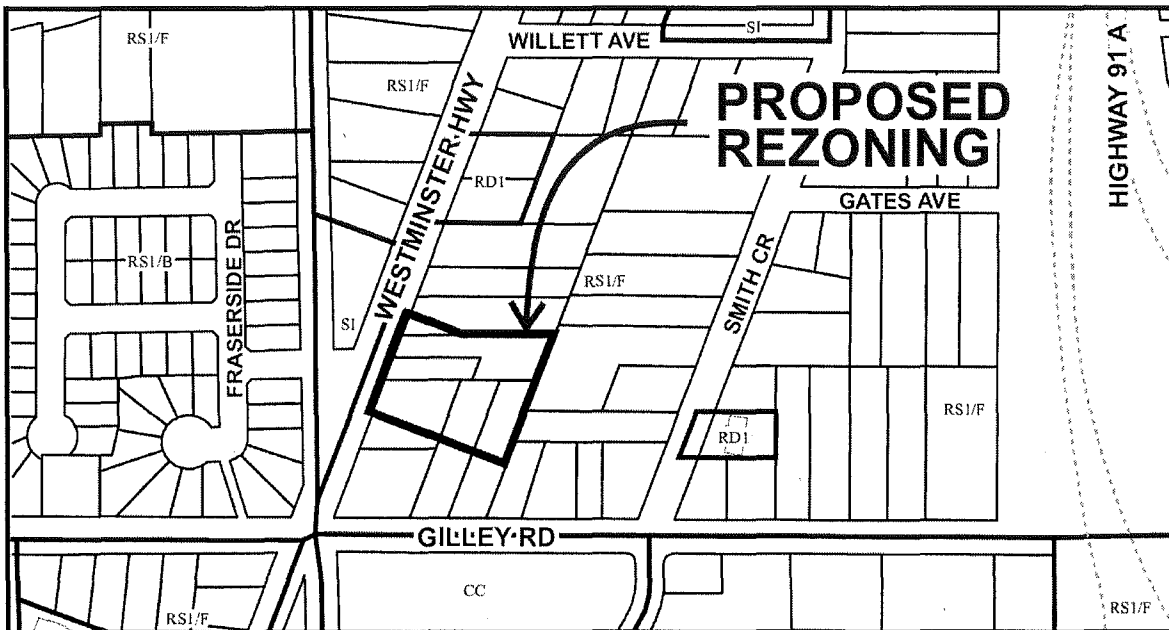 RS1/F
SI
WILLETT AVE
HIGHWAY 91 A
RS1/F
WESTMINSTER HWY
PROPOSED
REZONING
RD1
GATES AVE
FRASERSIDE DR
RS1/B
RS1/F
SMITH CR
SI
RS1/F
RD1
GILLEY RD
CC
RS1/F
RS1/F